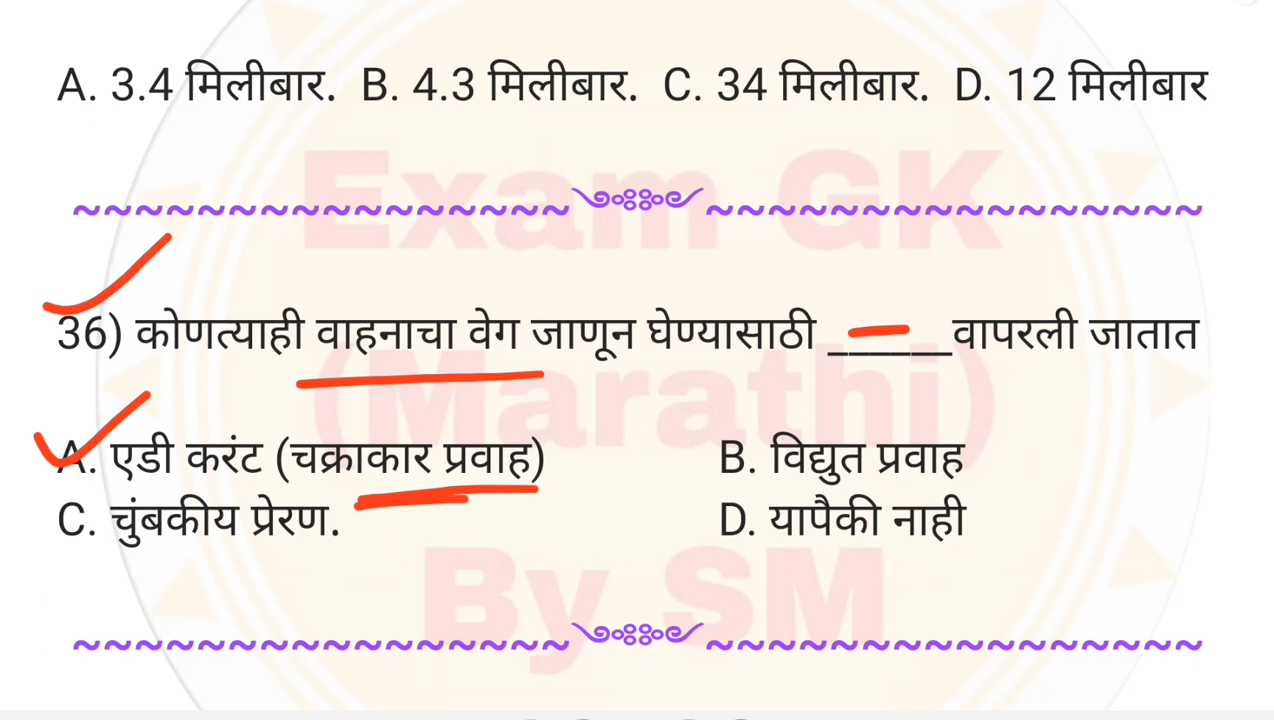 A. 3.4 मिलीबार. B. 4.3 मिलीबार. C. 34 मिलीबार. D. 12 मिलीबार
Exam GK
36) कोणत्याही वाहनाचा वेग जाणून घेण्यासाठी ______वापरली जातात
(Marathi)
A. एडी करंट (चक्राकार प्रवाह) B. विद्युत प्रवाह
C. चुंबकीय प्रेरण. D. यापैकी नाही
By SM